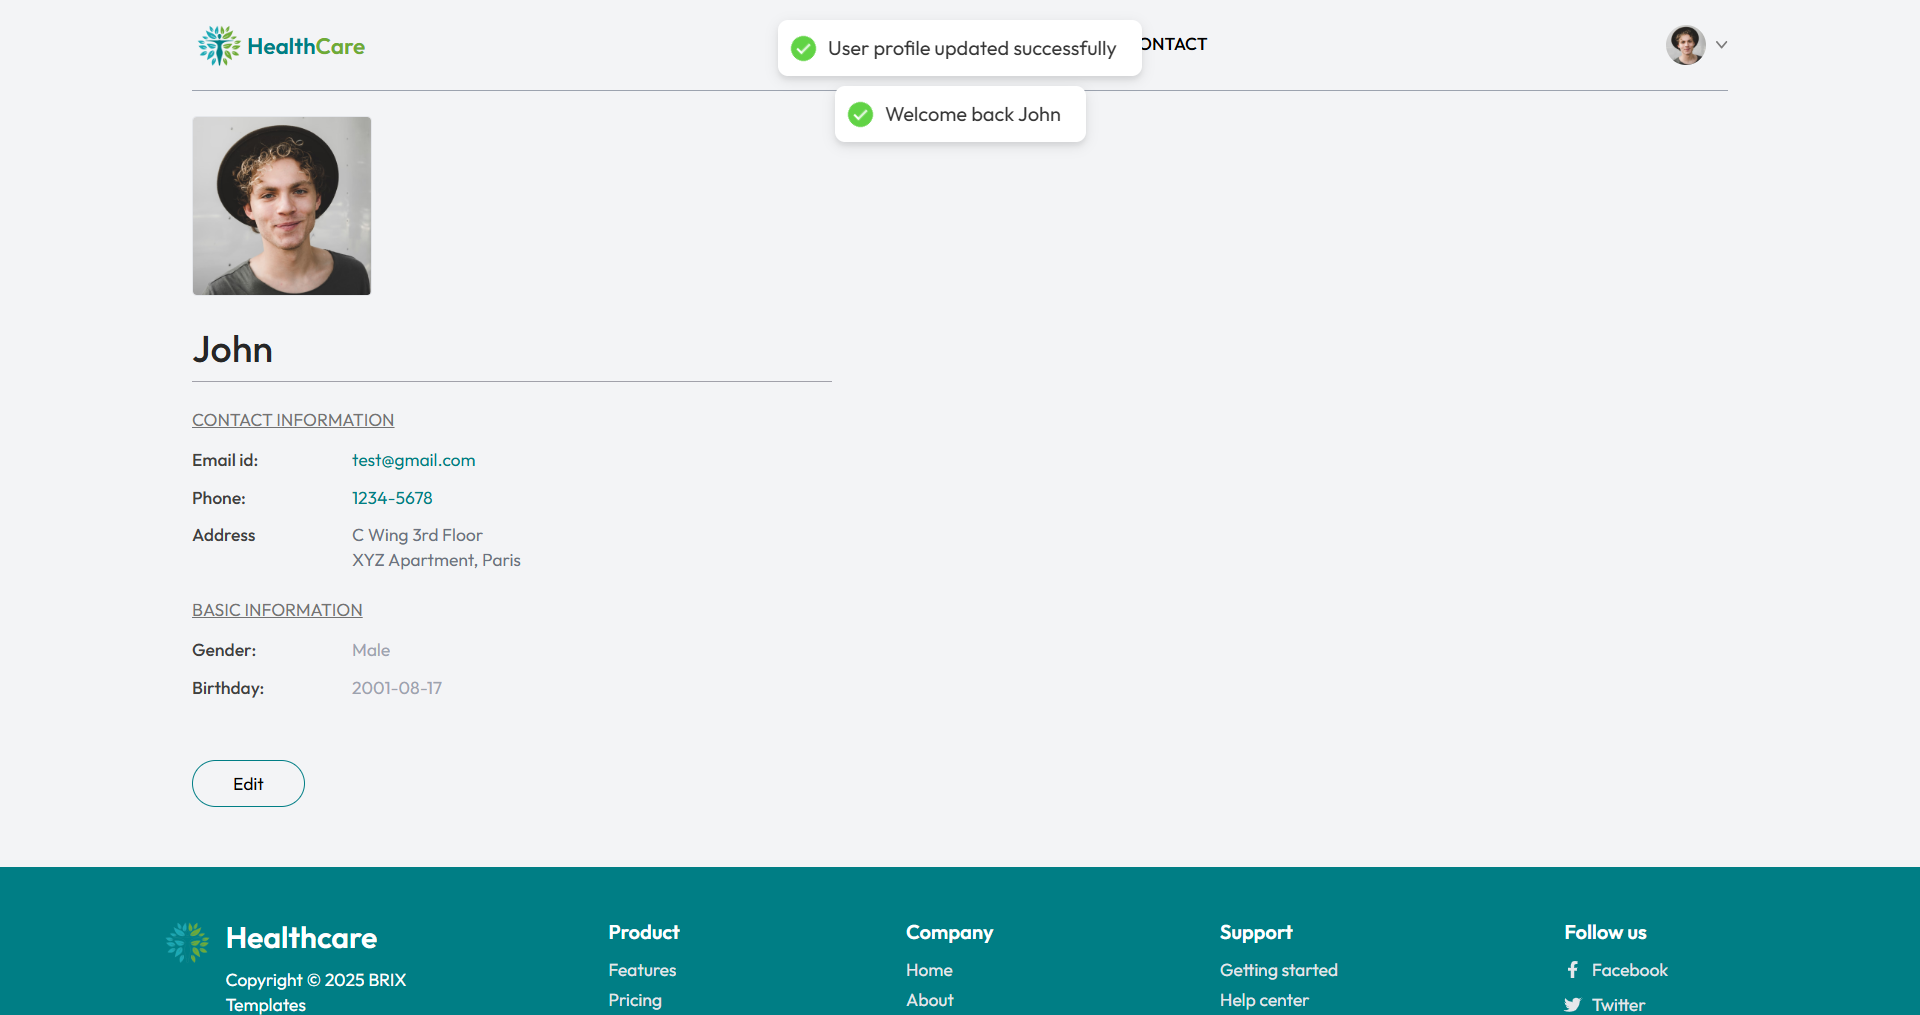 HealthCare
User profile updated successfully
ONTACT
Welcome back John
John
CONTACT INFORMATION
Email id: test@gmail.com
Phone: 1234-5678
Address C Wing 3rd Floor
XYZ Apartment, Paris
BASIC INFORMATION
Gender: Male
Birthday: 2001-08-17
Edit
Healthcare
Copyright © 2025 BRIX
Templates
Product
Features
Pricing
Company
Home
About
Support
Getting started
Help center
Follow us
Facebook
Twitter